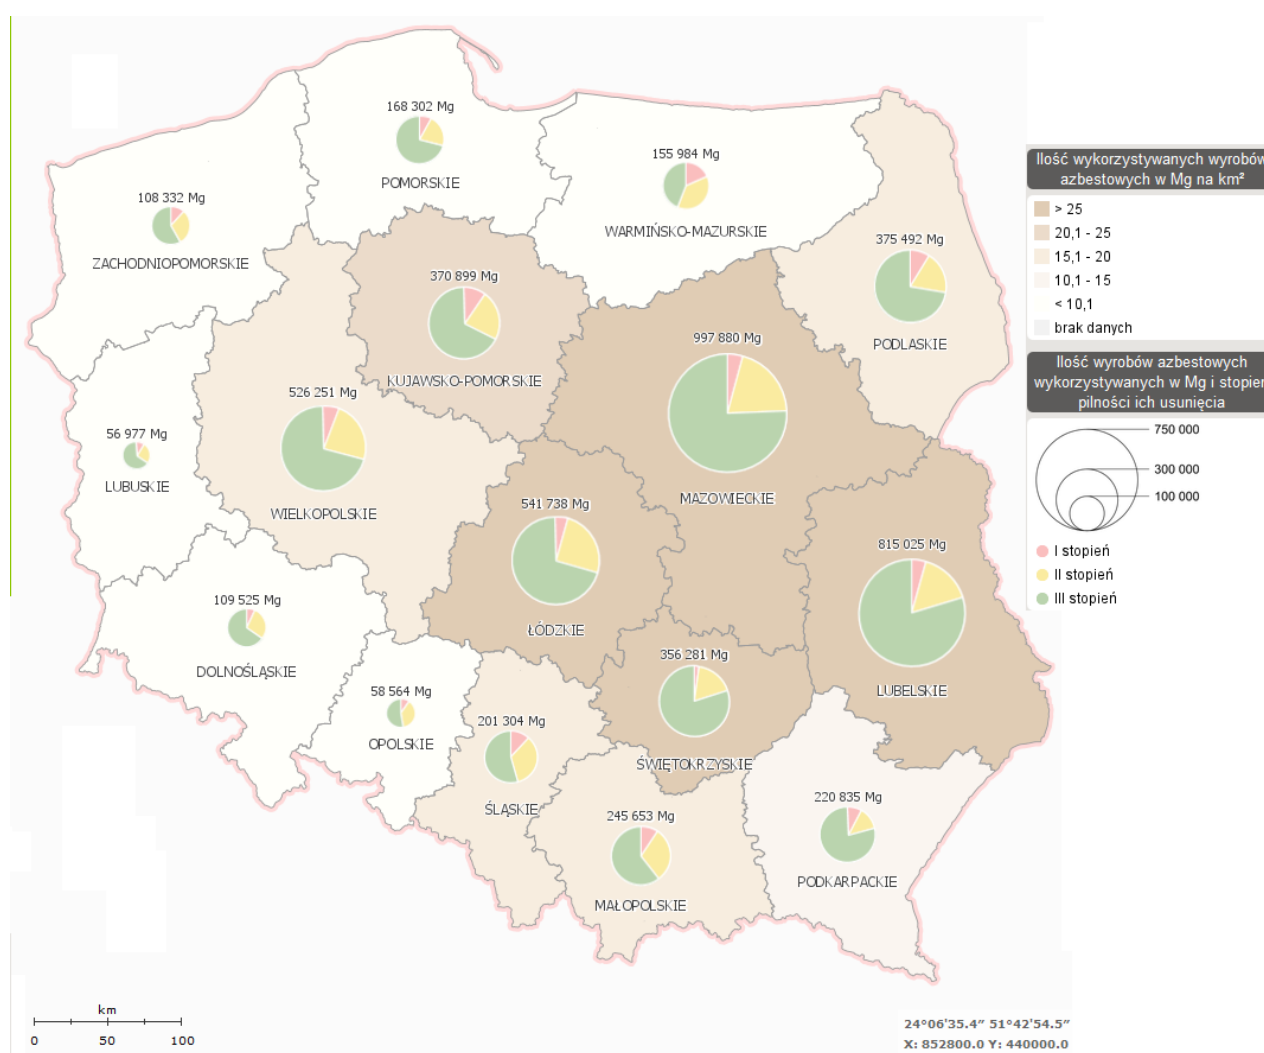 168 302 Mg
POMORSKIE
155 984 Mg
WARMIŃSKO-MAZURSKIE
108 332 Mg
ZACHODNIOPOMORSKIE
375 492 Mg
PODLASKIE
370 899 Mg
KUJAWSKO-POMORSKIE
997 880 Mg
MAZOWIECKIE
526 251 Mg
WIELKOPOLSKIE
56 977 Mg
LUBUSKIE
541 738 Mg
ŁÓDZKIE
815 025 Mg
LUBELSKIE
109 525 Mg
DOLNOŚLĄSKIE
356 281 Mg
ŚWIĘTOKRZYSKIE
58 564 Mg
OPOLSKIE
201 304 Mg
ŚLĄSKIE
245 653 Mg
MAŁOPOLSKIE
220 835 Mg
PODKARPACKIE
Ilość wykorzystywanych wyrobów
azbestowych w Mg na km²
> 25
20,1 - 25
15,1 - 20
10,1 - 15
< 10,1
brak danych
Ilość wyrobów azbestowych
wykorzystywanych w Mg i stopień
pilności ich usunięcia
750 000
300 000
100 000
I stopień
II stopień
III stopień
km
0 50 100
24°06'35.4" 51°42'54.5"
X: 852800.0 Y: 440000.0